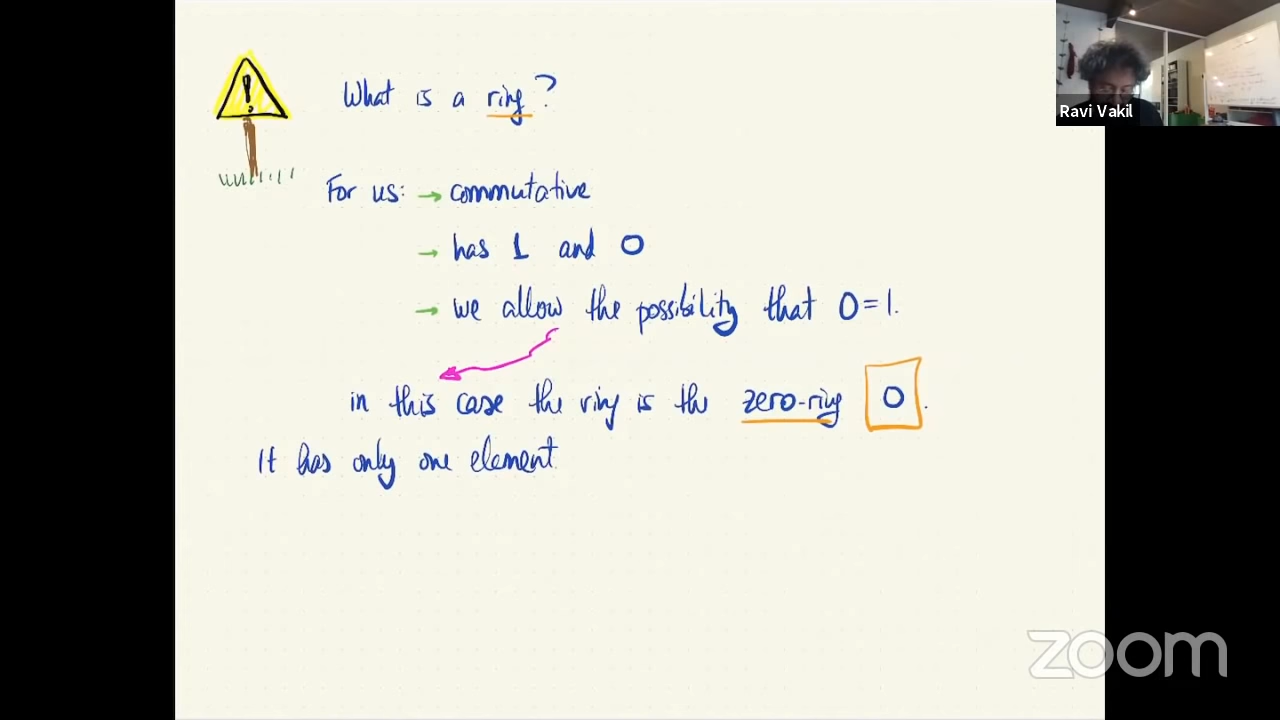 What is a ring?
For us: → commutative
→ has 1 and 0
→ we allow the possibility that 0=1.
in this case the ring is the zero-ring 0.
It has only one element
Ravi Vakil
zoom